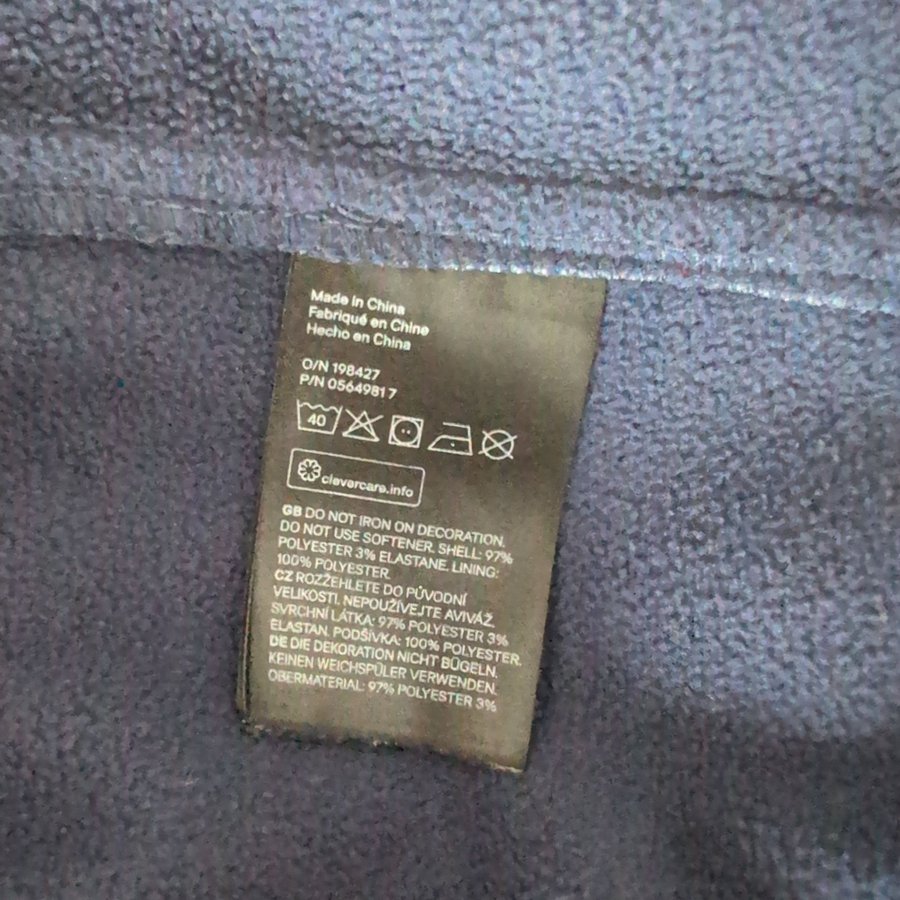 Made in China
Fabriqué en Chine
Hecho en China
O/N 198427
P/N 05649817
40
clevercare.info
GB DO NOT IRON ON DECORATION.
DO NOT USE SOFTENER. SHELL: 97%
POLYESTER 3% ELASTANE. LINING:
100% POLYESTER.
CZ ROZŽEHLETE DO PŮVODNÍ
VELIKOSTI. NEPOUŽÍVEJTE AVIVÁŽ.
SVRCHNÍ LÁTKA: 97% POLYESTER 3%
ELASTAN. PODŠÍVKA: 100% POLYESTER.
DE DIE DEKORATION NICHT BÜGELN.
KEINEN WEICHSPÜLER VERWENDEN.
OBERMATERIAL: 97% POLYESTER 3%